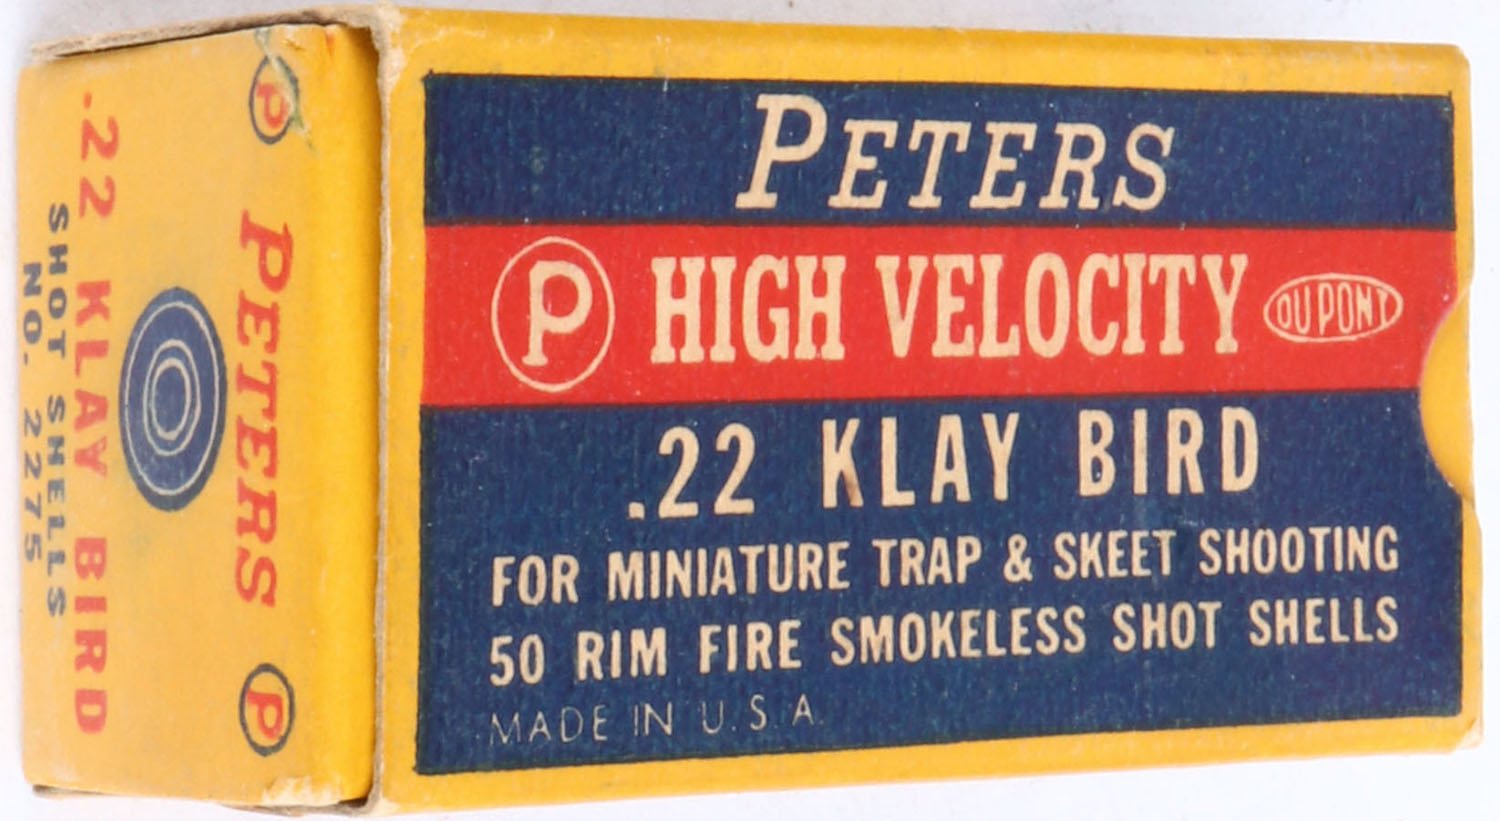 PETERS
P HIGH VELOCITY DU PONT
.22 KLAY BIRD
FOR MINIATURE TRAP & SKEET SHOOTING
50 RIM FIRE SMOKELESS SHOT SHELLS
MADE IN U.S.A.
P PETERS P
.22 KLAY BIRD
SHOT SHELLS
NO. 2275